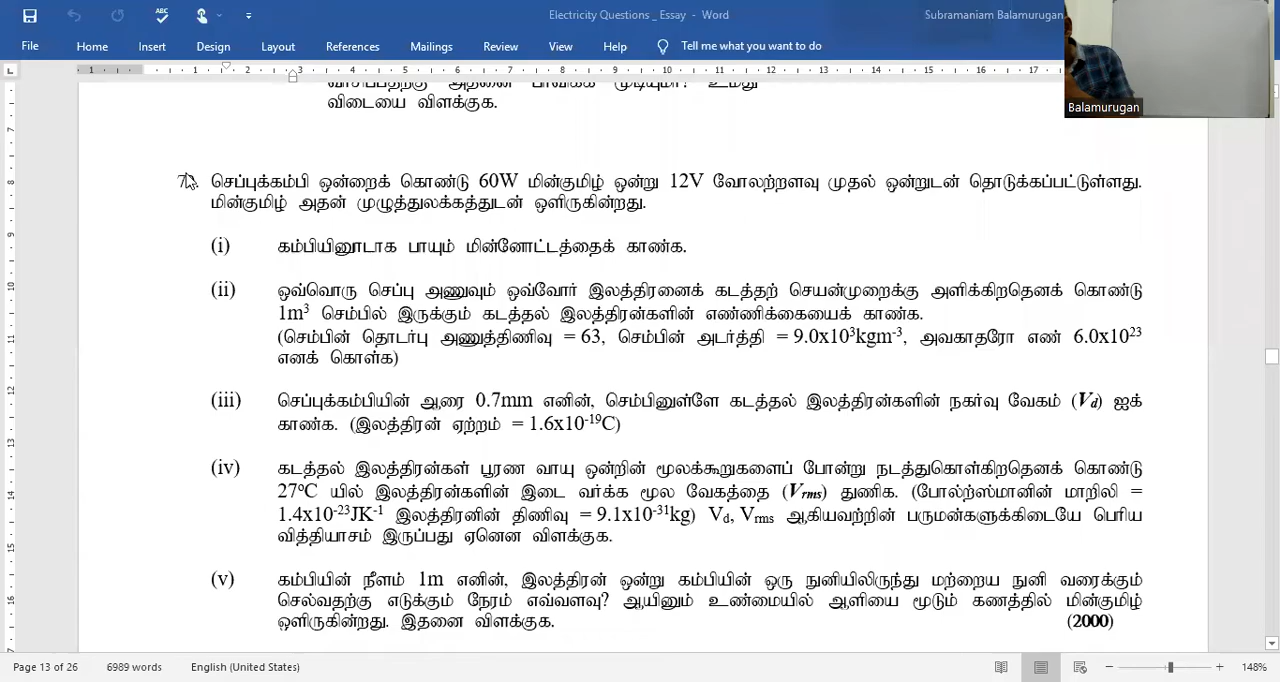 Electricity Questions _ Essay - Word
Subramaniam Balamurugan
File Home Insert Design Layout References Mailings Review View Help Tell me what you want to do
விடையை விளக்குக.
Balamurugan
7. செப்புக்கம்பி ஒன்றைக் கொண்டு 60W மின்குமிழ் ஒன்று 12V வோலற்றளவு முதல் ஒன்றுடன் தொடுக்கப்பட்டுள்ளது.
மின்குமிழ் அதன் முழுத்துலக்கத்துடன் ஒளிருகின்றது.
(i) கம்பியினூடாக பாயும் மின்னோட்டத்தைக் காண்க.
(ii) ஒவ்வொரு செப்பு அணுவும் ஒவ்வோர் இலத்திரனைக் கடத்தற் செயன்முறைக்கு அளிக்கிறதெனக் கொண்டு
1m³ செம்பில் இருக்கும் கடத்தல் இலத்திரன்களின் எண்ணிக்கையைக் காண்க.
(செம்பின் தொடர்பு அணுத்திணிவு = 63, செம்பின் அடர்த்தி = 9.0x10³kgm⁻³, அவகாதரோ எண் 6.0x10²³
எனக் கொள்க)
(iii) செப்புக்கம்பியின் ஆரை 0.7mm எனின், செம்பினுள்ளே கடத்தல் இலத்திரன்களின் நகர்வு வேகம் (Vd) ஐக்
காண்க. (இலத்திரன் ஏற்றம் = 1.6x10⁻¹⁹C)
(iv) கடத்தல் இலத்திரன்கள் பூரண வாயு ஒன்றின் மூலக்கூறுகளைப் போன்று நடத்துகொள்கிறதெனக் கொண்டு
27°C யில் இலத்திரன்களின் இடை வர்க்க மூல வேகத்தை (Vrms) துணிக. (போல்ற்ஸ்மானின் மாறிலி =
1.4x10⁻²³JK⁻¹ இலத்திரனின் திணிவு = 9.1x10⁻³¹kg) Vd, Vrms ஆகியவற்றின் பருமன்களுக்கிடையே பெரிய
வித்தியாசம் இருப்பது ஏனென விளக்குக.
(v) கம்பியின் நீளம் 1m எனின், இலத்திரன் ஒன்று கம்பியின் ஒரு நுனியிலிருந்து மற்றைய நுனி வரைக்கும்
செல்வதற்கு எடுக்கும் நேரம் எவ்வளவு? ஆயினும் உண்மையில் ஆளியை மூடும் கணத்தில் மின்குமிழ்
ஒளிருகின்றது. இதனை விளக்குக. (2000)
Page 13 of 26 6989 words English (United States) 148%